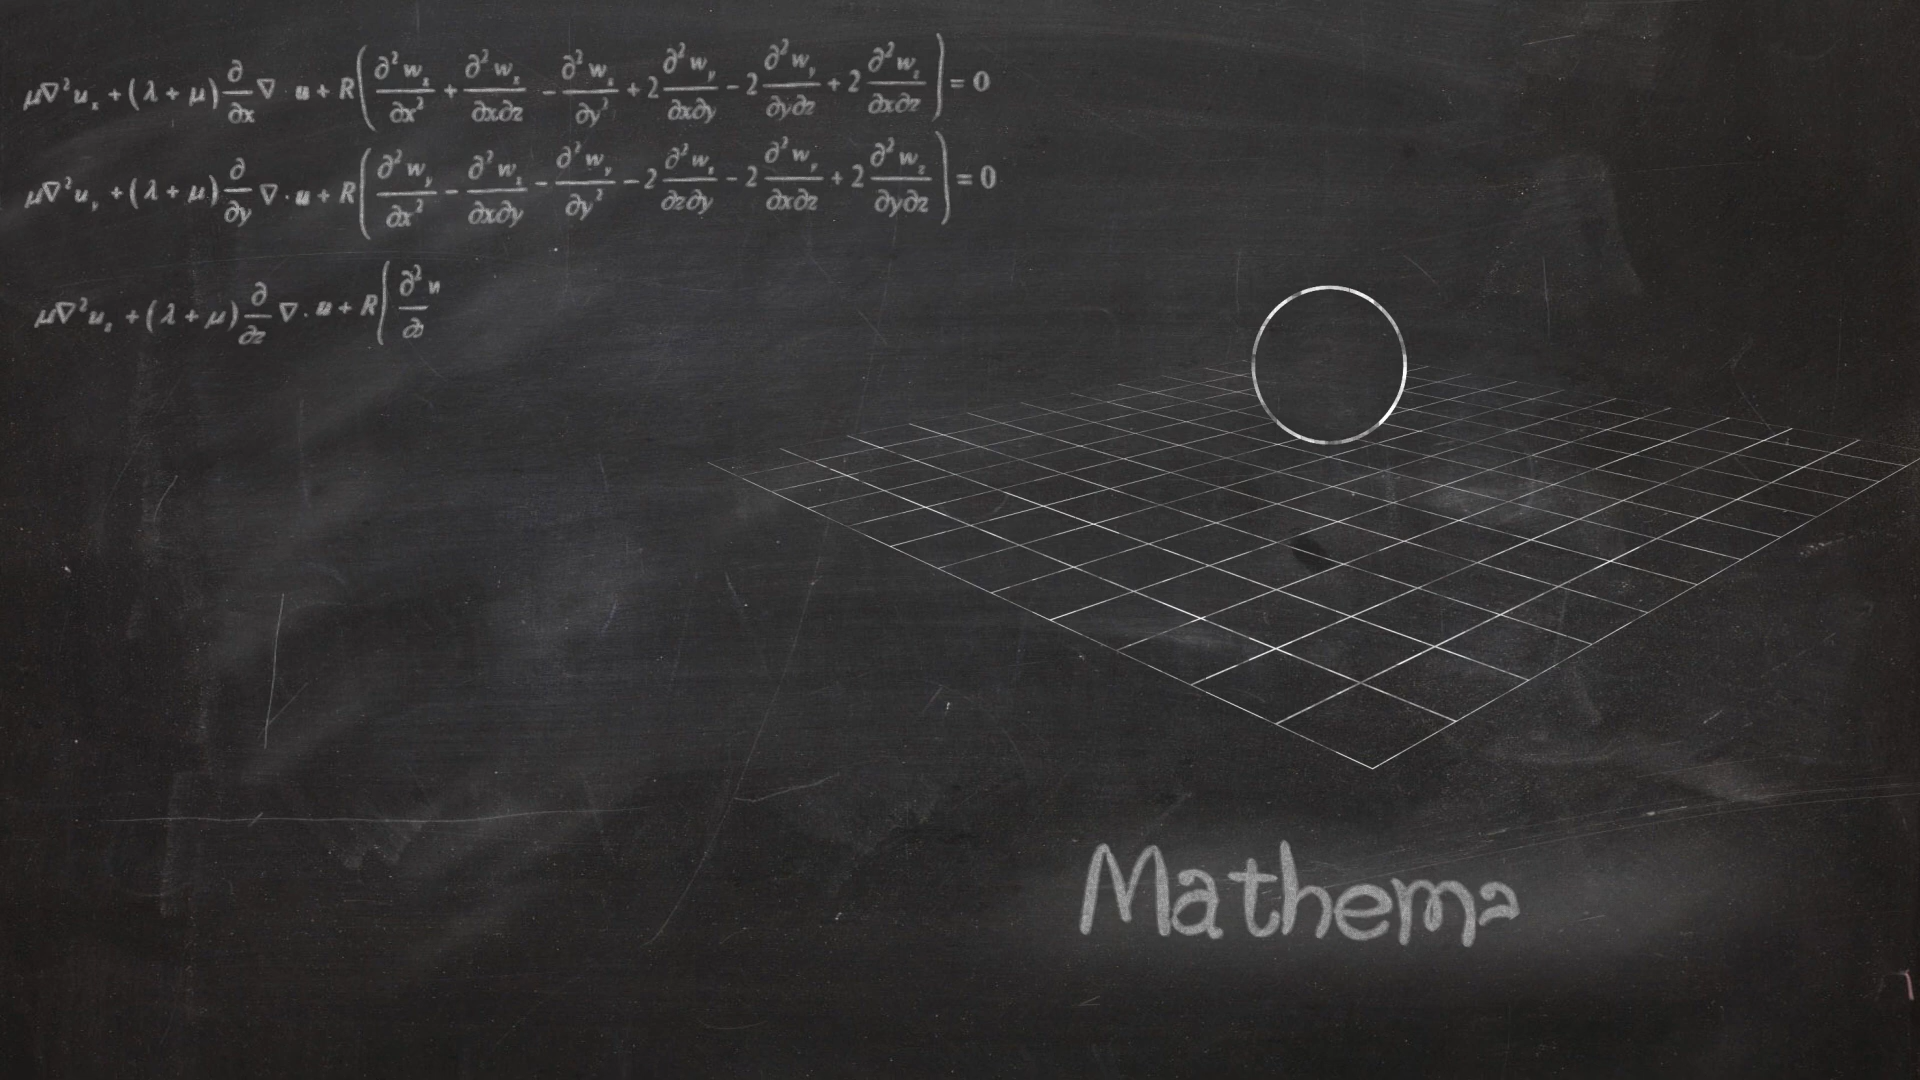 μ∇²uₓ + (λ + μ) ∂/∂x ∇ · u + R( ∂²wₓ/∂x² + ∂²wₓ/∂x∂z − ∂²wₓ/∂y² + 2 ∂²w_y/∂x∂y − 2 ∂²w_y/∂y∂z + 2 ∂²w_z/∂x∂z ) = 0
μ∇²u_y + (λ + μ) ∂/∂y ∇ · u + R( ∂²w_y/∂x² − ∂²wₓ/∂x∂y − ∂²w_y/∂y² − 2 ∂²wₓ/∂z∂y − 2 ∂²w_y/∂x∂z + 2 ∂²w_z/∂y∂z ) = 0
μ∇²u_z + (λ + μ) ∂/∂z ∇ · u + R( ∂²w/∂
Mathema